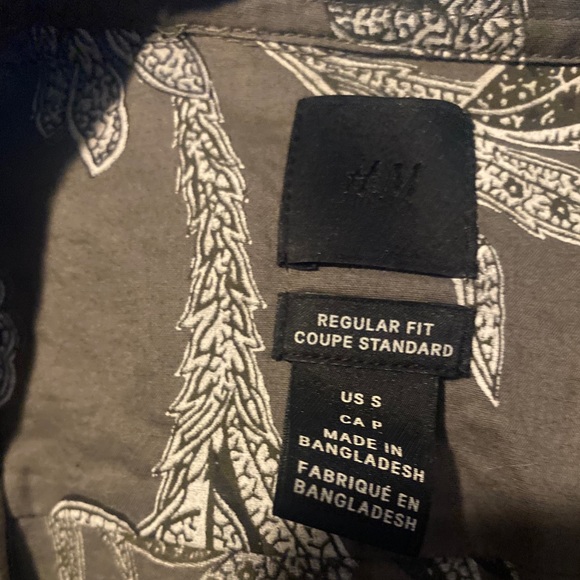 H&M
REGULAR FIT
COUPE STANDARD
US S
CA P
MADE IN
BANGLADESH
FABRIQUÉ EN
BANGLADESH